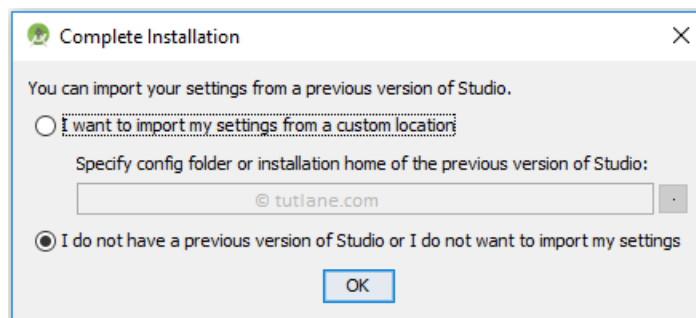 Complete Installation
You can import your settings from a previous version of Studio.
I want to import my settings from a custom location
Specify config folder or installation home of the previous version of Studio:
© tutlane.com
.
I do not have a previous version of Studio or I do not want to import my settings
OK